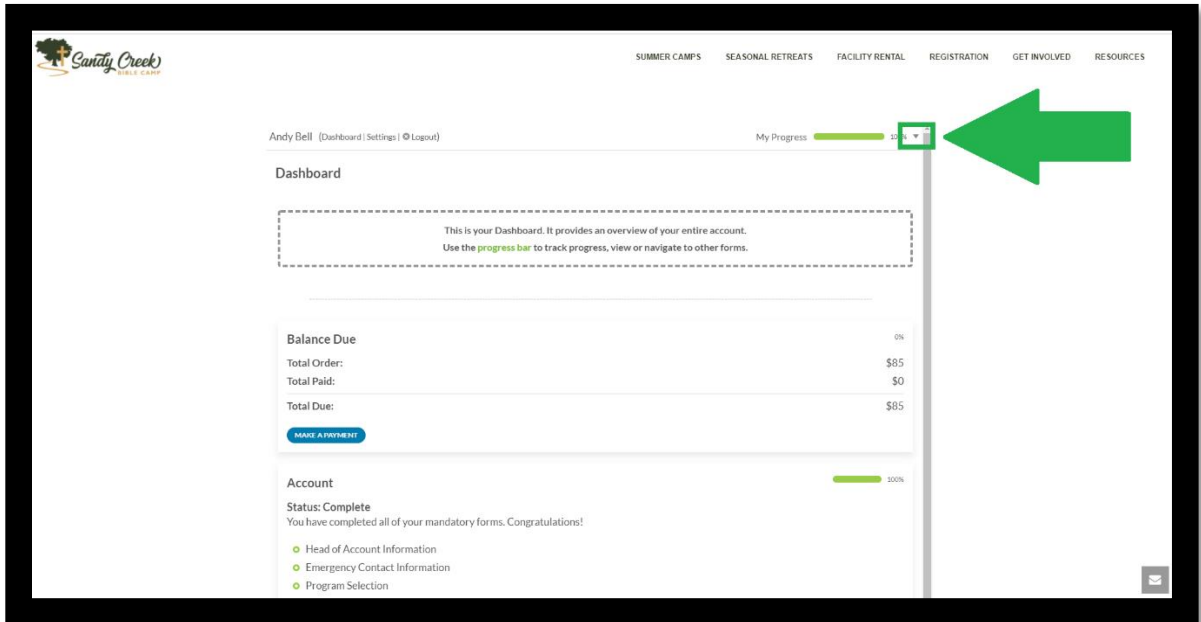 Sandy Creek
BIBLE CAMP
SUMMER CAMPS SEASONAL RETREATS FACILITY RENTAL REGISTRATION GET INVOLVED RESOURCES
Andy Bell (Dashboard | Settings | Logout) My Progress
Dashboard
This is your Dashboard. It provides an overview of your entire account.
Use the progress bar to track progress, view or navigate to other forms.
Balance Due 0%
Total Order: $85
Total Paid: $0
Total Due: $85
MAKE A PAYMENT
Account 100%
Status: Complete
You have completed all of your mandatory forms. Congratulations!
Head of Account Information
Emergency Contact Information
Program Selection